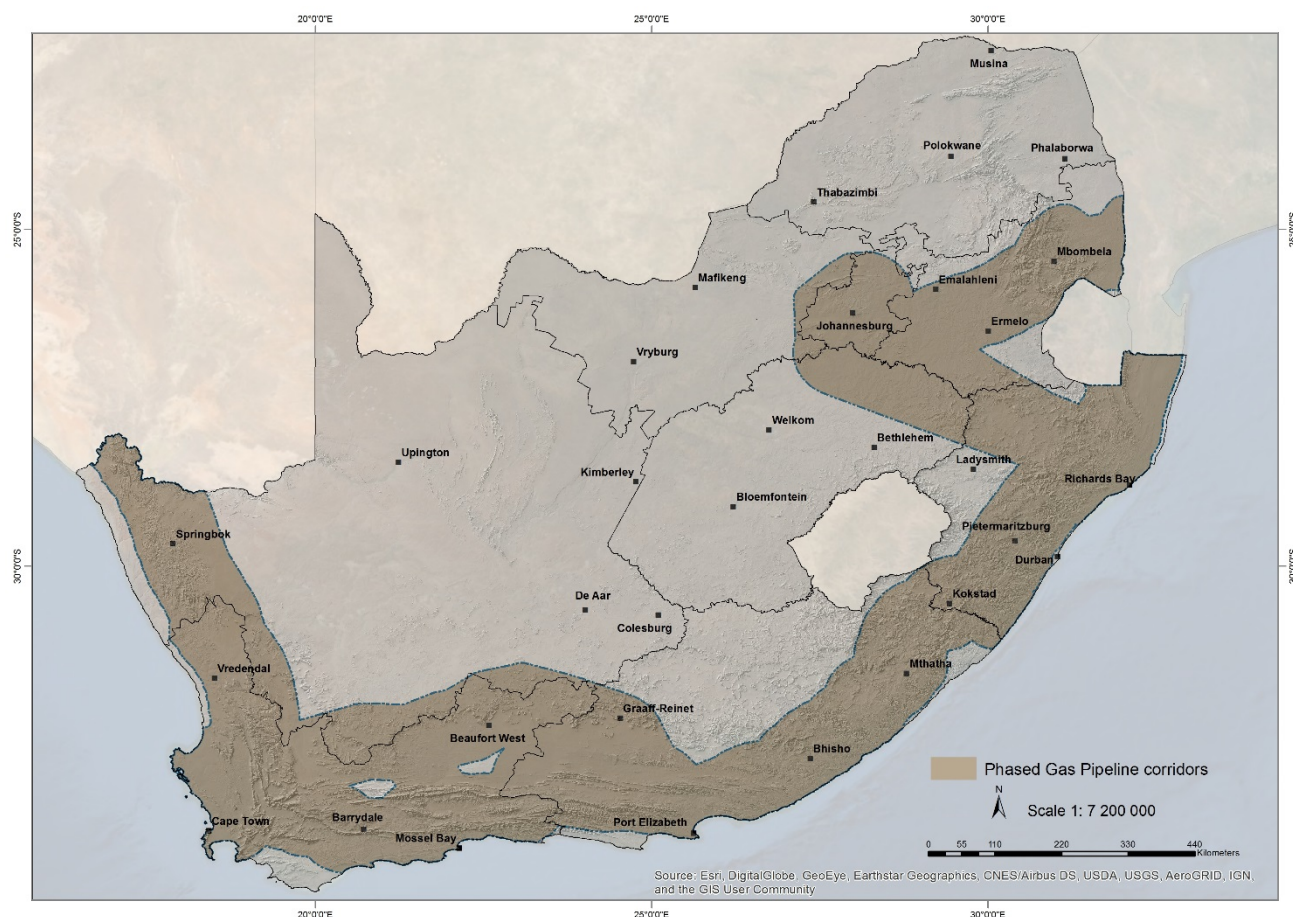 20°0'0"E 25°0'0"E 30°0'0"E
Musina
Polokwane
Phalaborwa
Thabazimbi
25°0'0"S
Mbombela
Mafikeng
Emalahleni
Ermelo
Johannesburg
Vryburg
Welkom
Bethlehem
Upington
Ladysmith
Kimberley
Richards Bay
Bloemfontein
Springbok
Pietermaritzburg
Durban
30°0'0"S
De Aar
Kokstad
Colesburg
Mthatha
Vredendal
Graaff-Reinet
Beaufort West
Bhisho
Phased Gas Pipeline corridors
N
Scale 1: 7 200 000
Cape Town
Barrydale
Port Elizabeth
Mossel Bay
0 55 110 220 330 440
Kilometers
Source: Esri, DigitalGlobe, GeoEye, Earthstar Geographics, CNES/Airbus DS, USDA, USGS, AeroGRID, IGN,
and the GIS User Community
20°0'0"E 25°0'0"E 30°0'0"E